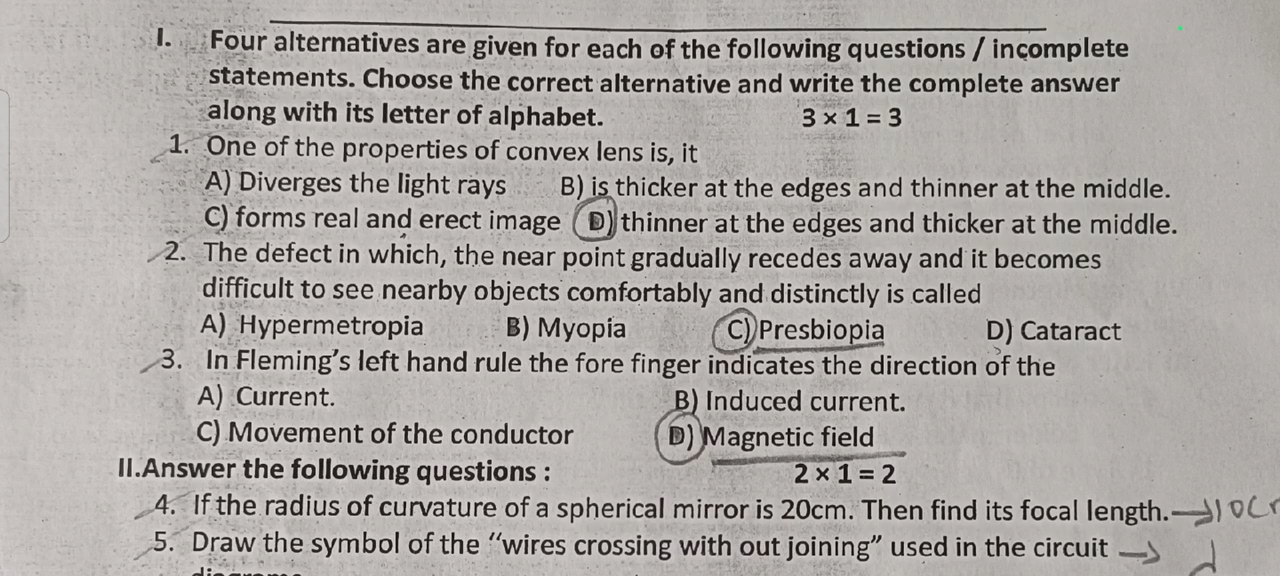 I. Four alternatives are given for each of the following questions / incomplete
statements. Choose the correct alternative and write the complete answer
along with its letter of alphabet. 3 × 1 = 3
1. One of the properties of convex lens is, it
A) Diverges the light rays B) is thicker at the edges and thinner at the middle.
C) forms real and erect image D) thinner at the edges and thicker at the middle.
2. The defect in which, the near point gradually recedes away and it becomes
difficult to see nearby objects comfortably and distinctly is called
A) Hypermetropia B) Myopia C) Presbiopia D) Cataract
3. In Fleming's left hand rule the fore finger indicates the direction of the
A) Current. B) Induced current.
C) Movement of the conductor D) Magnetic field
II.Answer the following questions : 2 × 1 = 2
4. If the radius of curvature of a spherical mirror is 20cm. Then find its focal length. → 10c
5. Draw the symbol of the “wires crossing with out joining” used in the circuit →